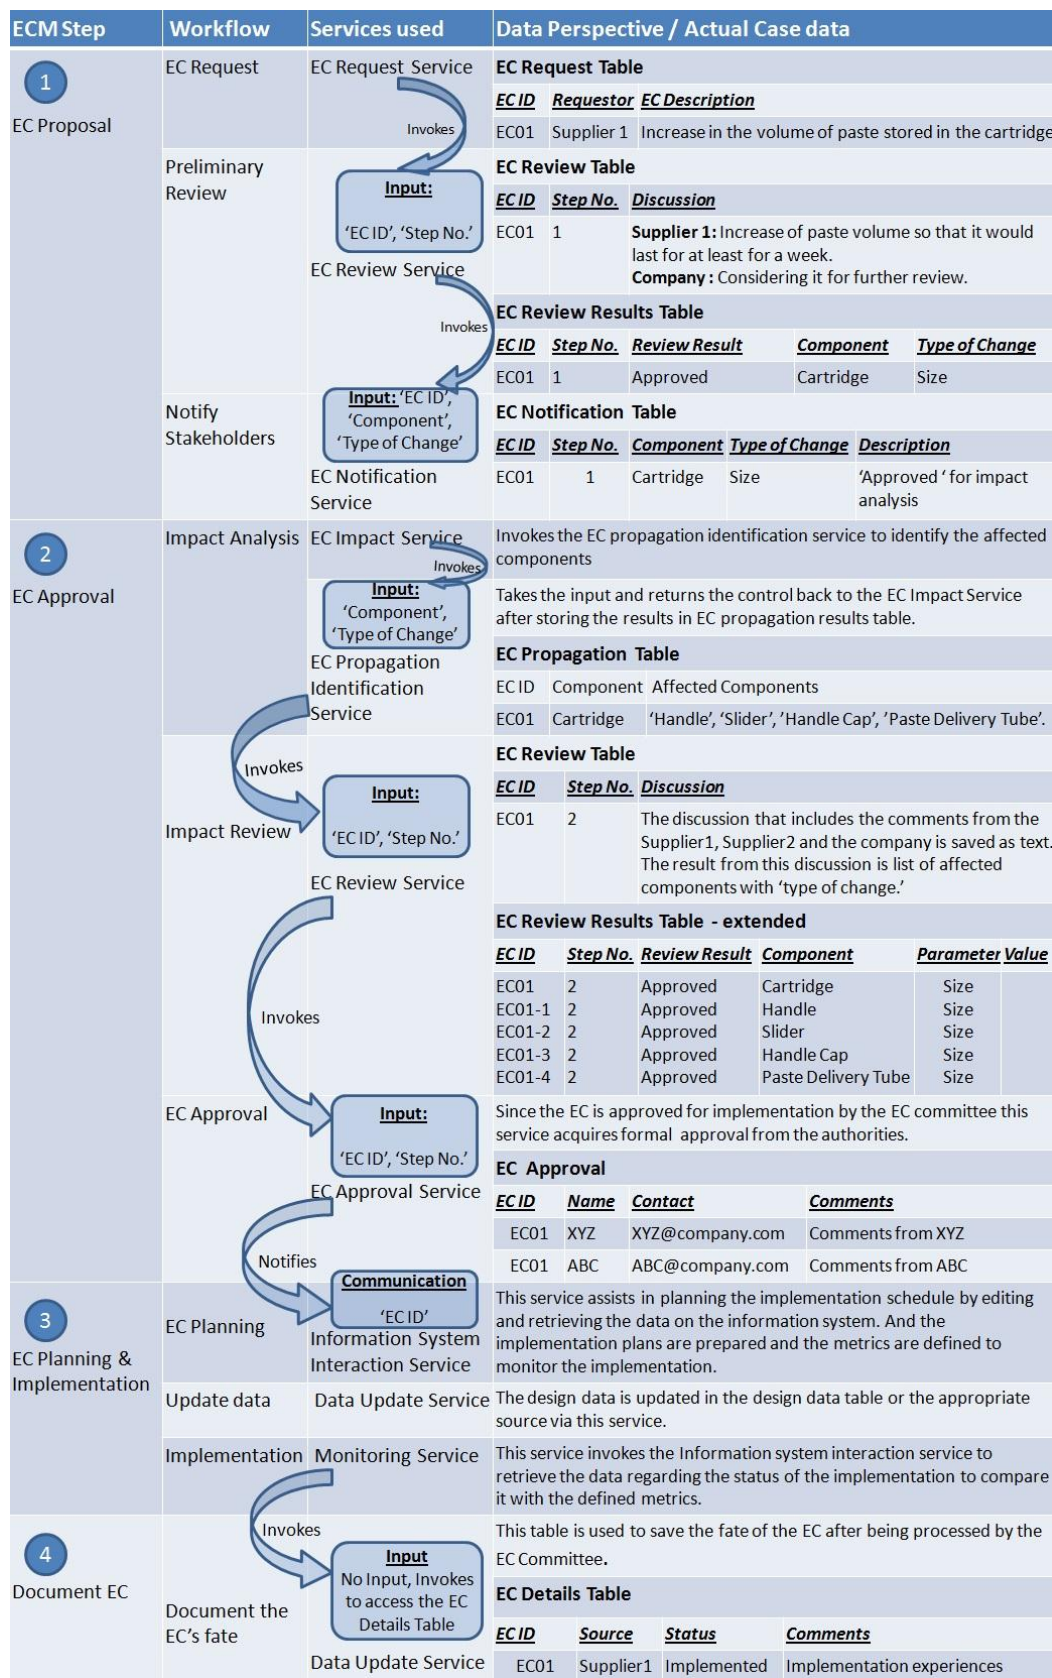 ECM Step Workflow Services used Data Perspective / Actual Case data
1
EC Proposal
EC Request
EC Request Service
Invokes
EC Request Table
EC ID Requestor EC Description
EC01 Supplier 1 Increase in the volume of paste stored in the cartridge
Preliminary
Review
Input:
‘EC ID’, ‘Step No.’
EC Review Service
Invokes
EC Review Table
EC ID Step No. Discussion
EC01 1 Supplier 1: Increase of paste volume so that it would
last for at least for a week.
Company : Considering it for further review.
EC Review Results Table
EC ID Step No. Review Result Component Type of Change
EC01 1 Approved Cartridge Size
Notify
Stakeholders
Input: ‘EC ID’,
‘Component’,
‘Type of Change’
EC Notification
Service
EC Notification Table
EC ID Step No. Component Type of Change Description
EC01 1 Cartridge Size ‘Approved ‘ for impact
analysis
2
EC Approval
Impact Analysis
EC Impact Service
Invokes
Invokes the EC propagation identification service to identify the affected
components
Input:
‘Component’,
‘Type of Change’
EC Propagation
Identification
Service
Takes the input and returns the control back to the EC Impact Service
after storing the results in EC propagation results table.
EC Propagation Table
EC ID Component Affected Components
EC01 Cartridge ‘Handle’, ‘Slider’, ’Handle Cap’, ’Paste Delivery Tube’.
Invokes
Impact Review
Input:
‘EC ID’, ‘Step No.’
EC Review Service
Invokes
EC Review Table
EC ID Step No. Discussion
EC01 2 The discussion that includes the comments from the
Supplier1, Supplier2 and the company is saved as text.
The result from this discussion is list of affected
components with ‘type of change.’
EC Review Results Table - extended
EC ID Step No. Review Result Component Parameter Value
EC01 2 Approved Cartridge Size
EC01-1 2 Approved Handle Size
EC01-2 2 Approved Slider Size
EC01-3 2 Approved Handle Cap Size
EC01-4 2 Approved Paste Delivery Tube Size
EC Approval
Input:
‘EC ID’, ‘Step No.’
EC Approval Service
Notifies
Since the EC is approved for implementation by the EC committee this
service acquires formal approval from the authorities.
EC Approval
EC ID Name Contact Comments
EC01 XYZ XYZ@company.com Comments from XYZ
EC01 ABC ABC@company.com Comments from ABC
3
EC Planning &
Implementation
EC Planning
Communication
‘EC ID’
Information System
Interaction Service
This service assists in planning the implementation schedule by editing
and retrieving the data on the information system. And the
implementation plans are prepared and the metrics are defined to
monitor the implementation.
Update data
Data Update Service
The design data is updated in the design data table or the appropriate
source via this service.
Implementation
Monitoring Service
This service invokes the Information system interaction service to
retrieve the data regarding the status of the implementation to compare
it with the defined metrics.
4
Document EC
Invokes
Document the
EC’s fate
Input
No Input, Invokes
to access the EC
Details Table
Data Update Service
This table is used to save the fate of the EC after being processed by the
EC Committee.
EC Details Table
EC ID Source Status Comments
EC01 Supplier1 Implemented Implementation experiences